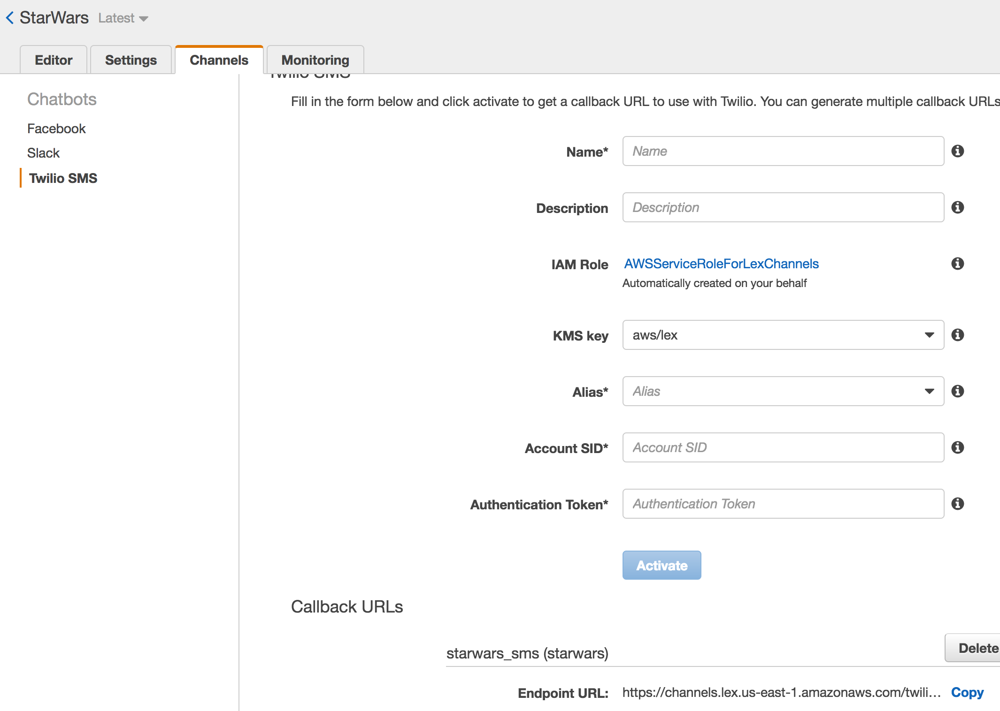 StarWars Latest
Editor Settings Channels Monitoring
Twilio SMS
Chatbots
Facebook
Slack
Twilio SMS
Fill in the form below and click activate to get a callback URL to use with Twilio. You can generate multiple callback URLs
Name* Name
Description Description
IAM Role AWSServiceRoleForLexChannels
Automatically created on your behalf
KMS key aws/lex
Alias* Alias
Account SID* Account SID
Authentication Token* Authentication Token
Activate
Callback URLs
starwars_sms (starwars) Delete
Endpoint URL: https://channels.lex.us-east-1.amazonaws.com/twili... Copy